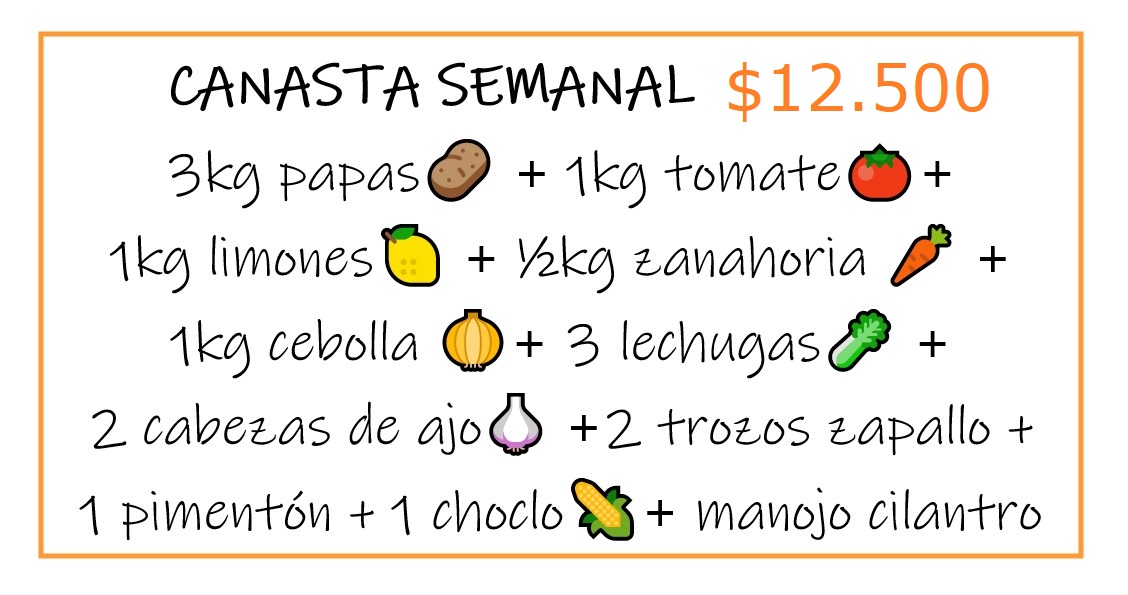 CANASTA SEMANAL $12.500
3kg papas + 1kg tomate +
1kg limones + ½kg zanahoria +
1kg cebolla + 3 lechugas +
2 cabezas de ajo +2 trozos zapallo +
1 pimentón + 1 choclo + manojo cilantro